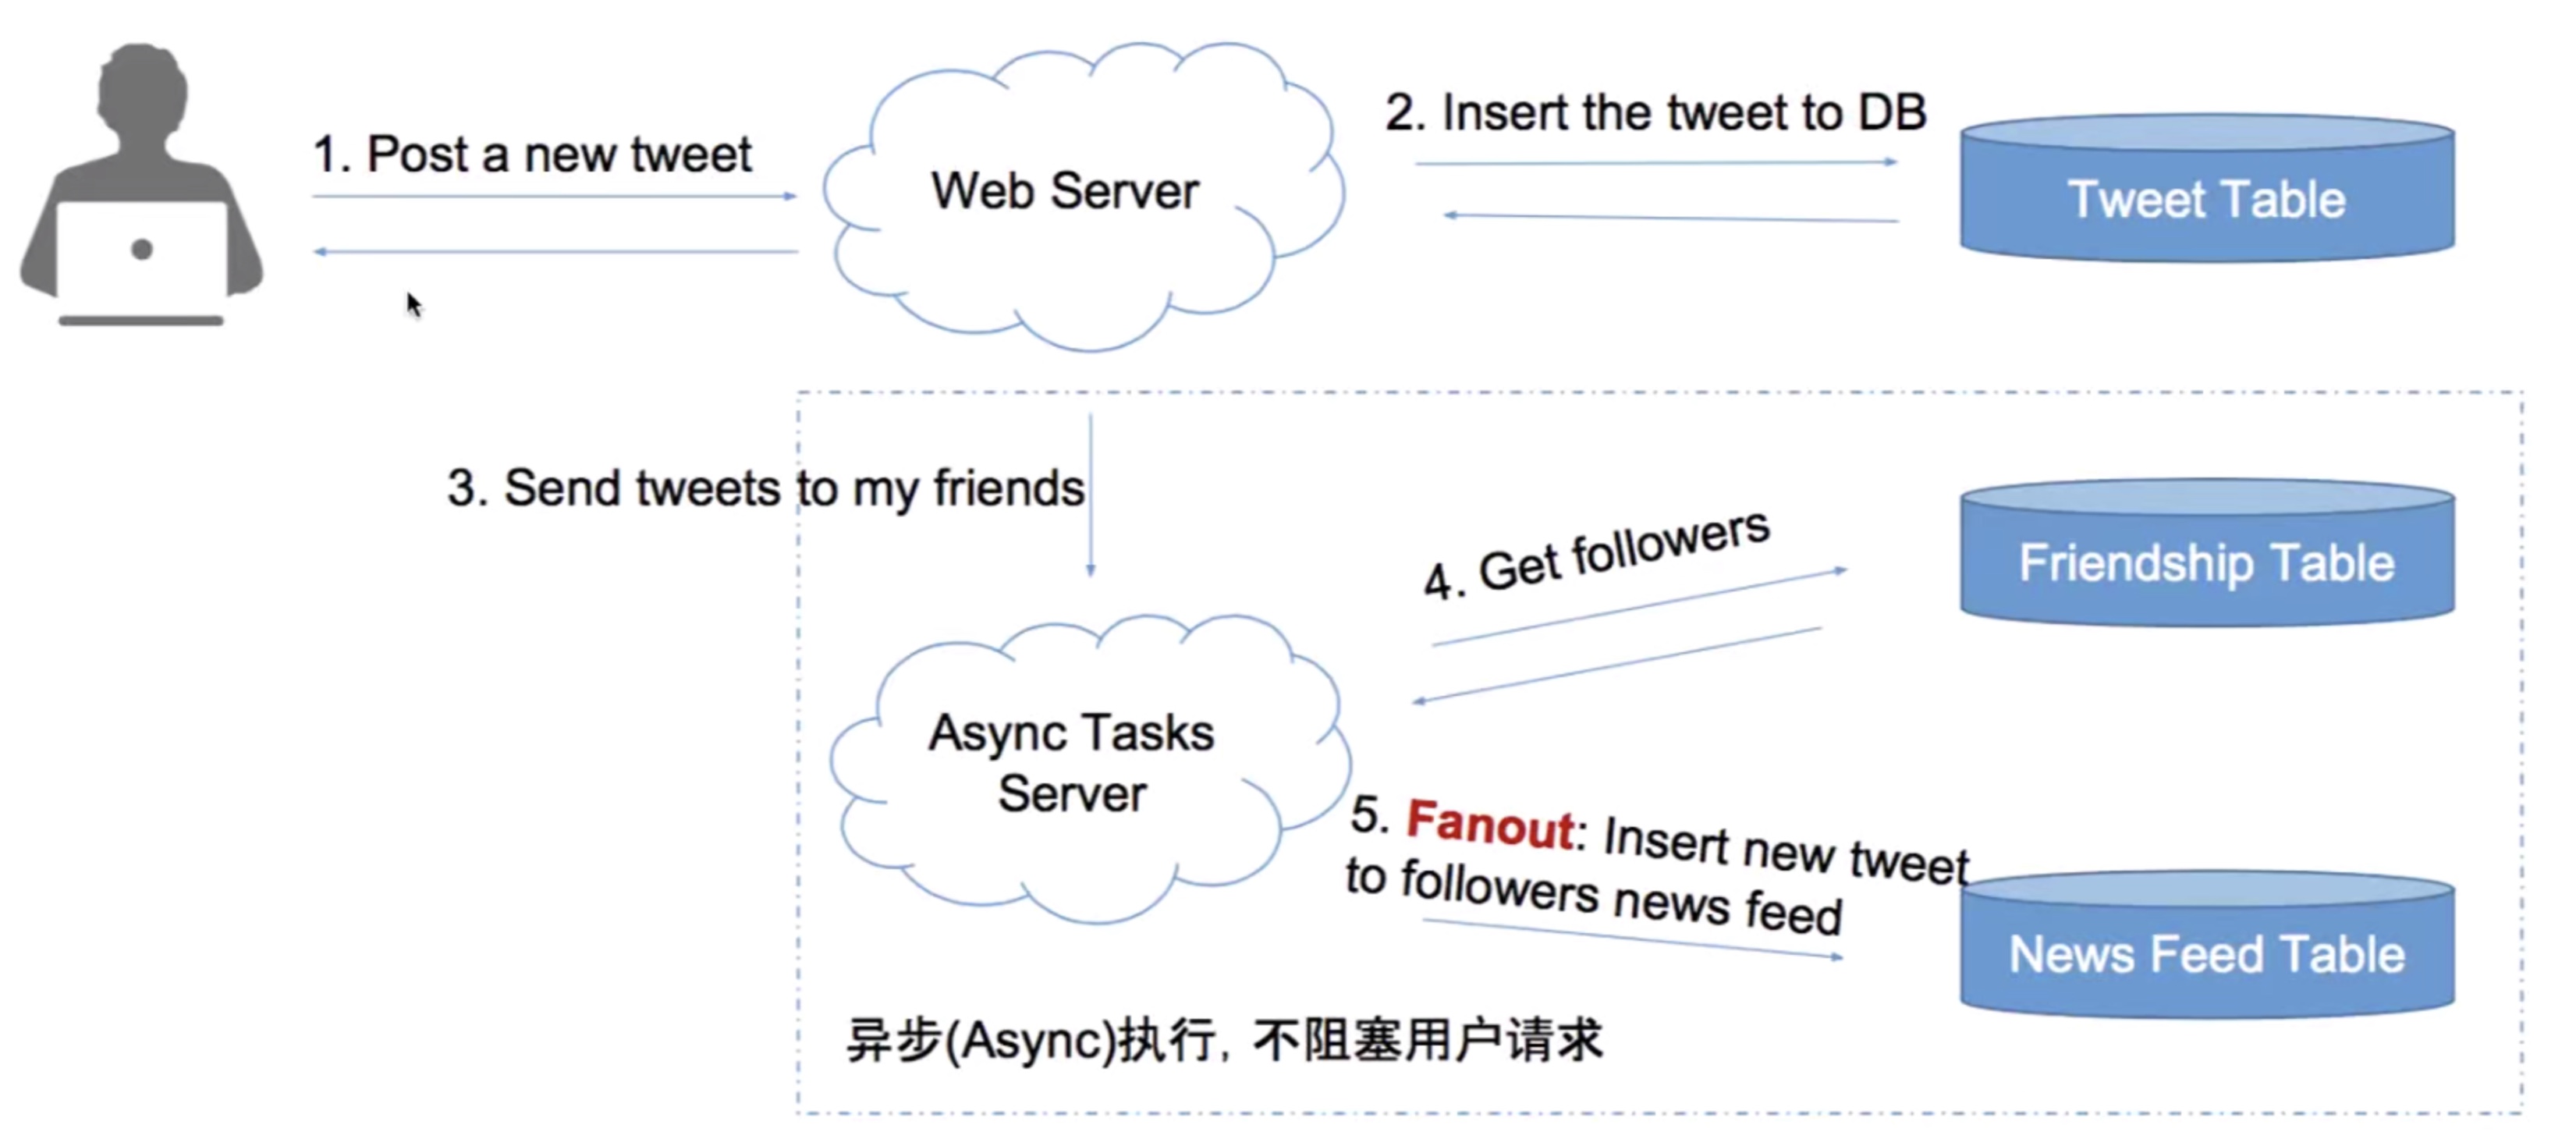 1. Post a new tweet
Web Server
2. Insert the tweet to DB
Tweet Table
3. Send tweets to my friends
4. Get followers
Friendship Table
Async Tasks
Server
5. Fanout: Insert new tweet
to followers news feed
News Feed Table
异步(Async)执行, 不阻塞用户请求